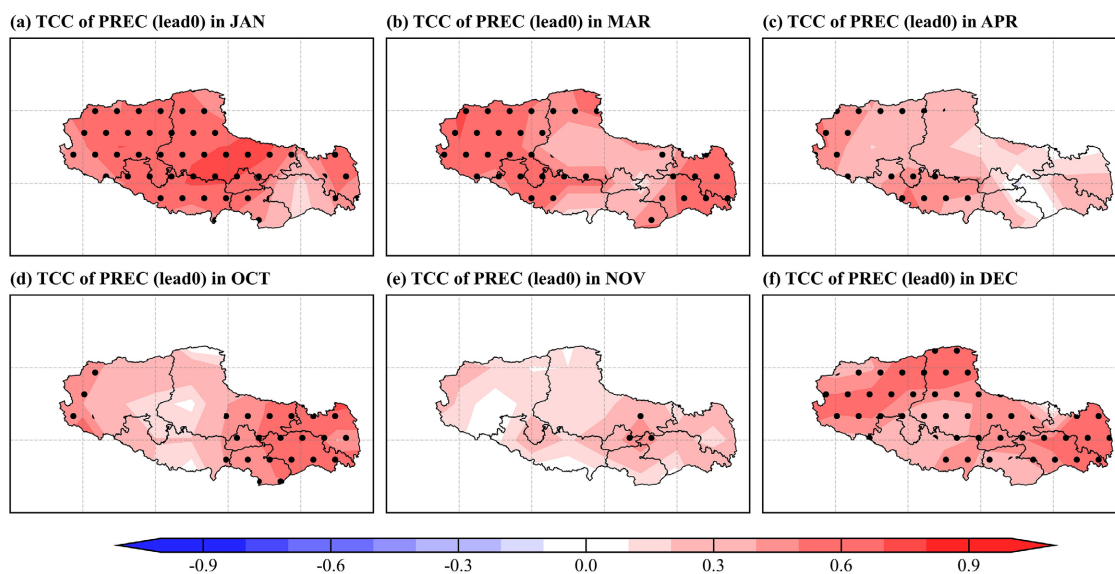 (a) TCC of PREC (lead0) in JAN
(b) TCC of PREC (lead0) in MAR
(c) TCC of PREC (lead0) in APR
(d) TCC of PREC (lead0) in OCT
(e) TCC of PREC (lead0) in NOV
(f) TCC of PREC (lead0) in DEC
-0.9 -0.6 -0.3 0.0 0.3 0.6 0.9